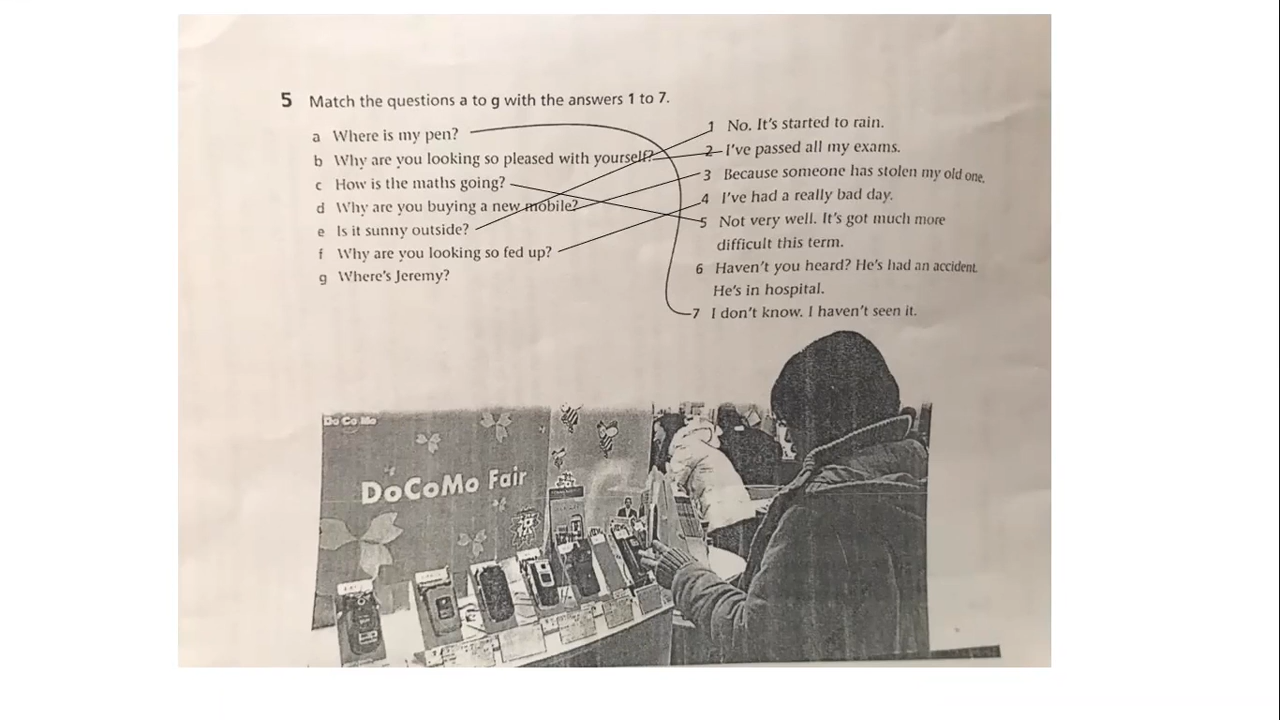 5 Match the questions a to g with the answers 1 to 7.
a Where is my pen?
b Why are you looking so pleased with yourself?
c How is the maths going?
d Why are you buying a new mobile?
e Is it sunny outside?
f Why are you looking so fed up?
g Where's Jeremy?
1 No. It's started to rain.
2 I've passed all my exams.
3 Because someone has stolen my old one.
4 I've had a really bad day.
5 Not very well. It's got much more
difficult this term.
6 Haven't you heard? He's had an accident.
He's in hospital.
7 I don't know. I haven't seen it.
Do Co Mo
DoCoMo Fair